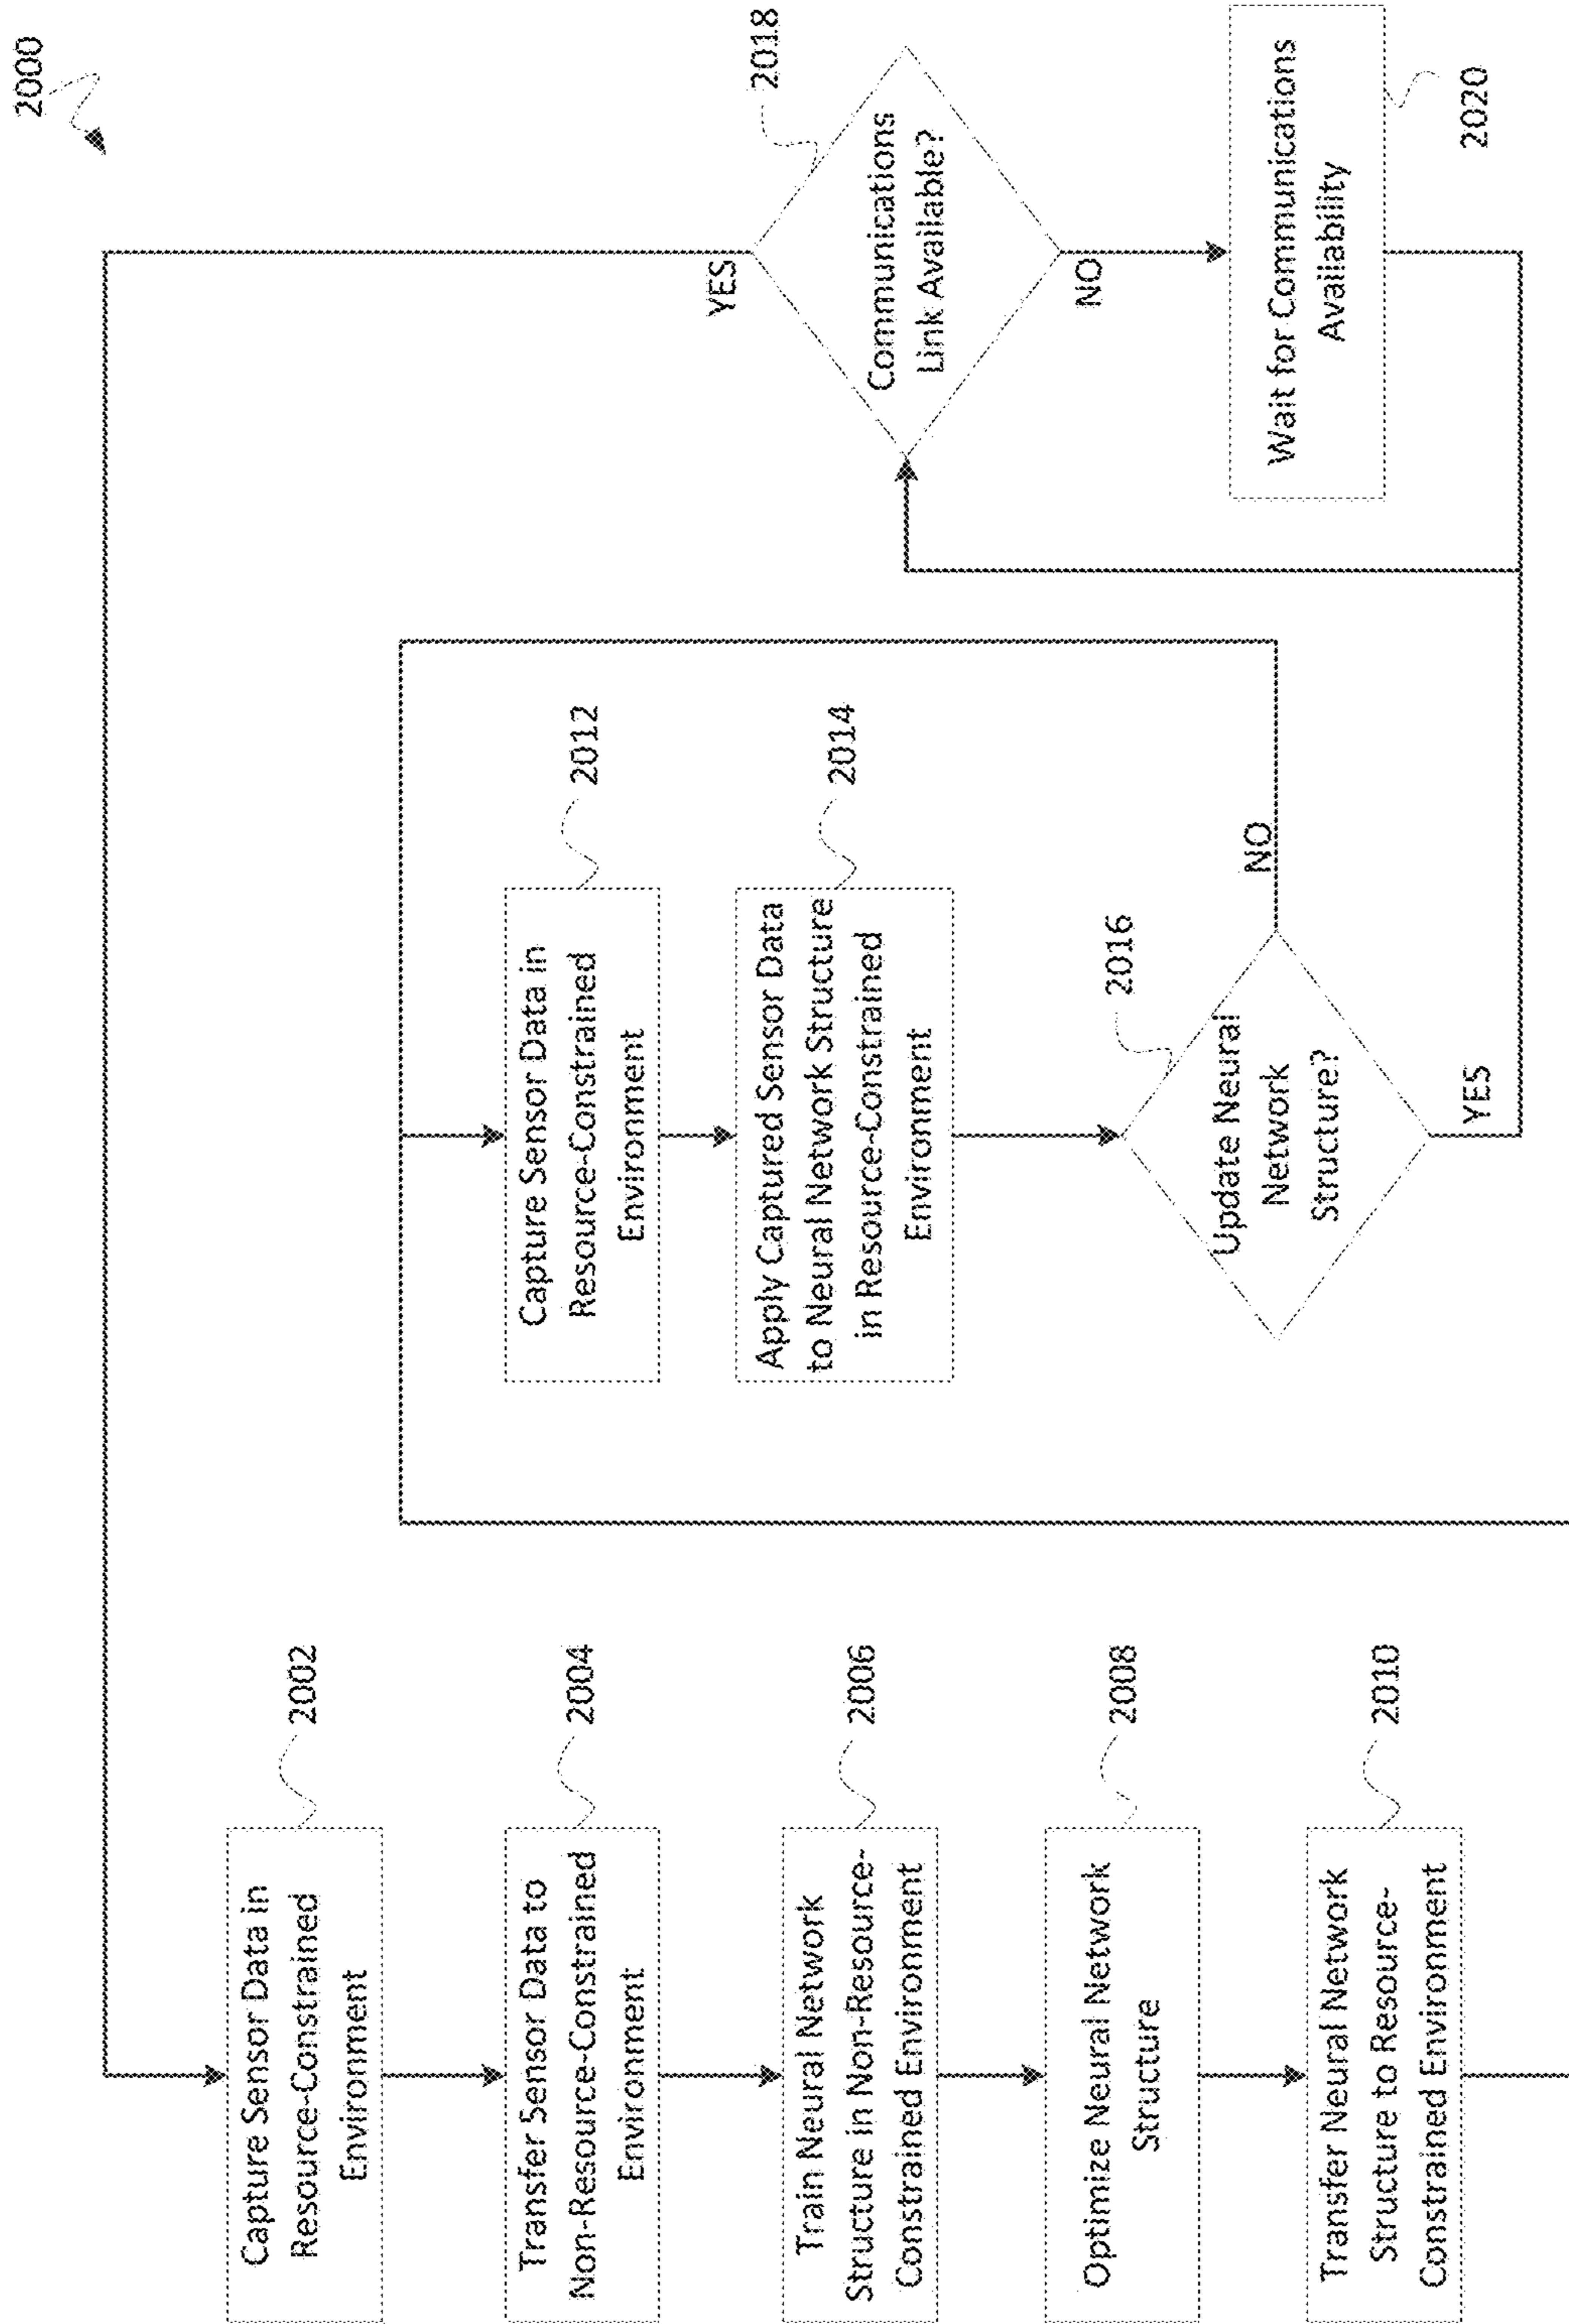 2000
Capture Sensor Data in
Resource-Constrained
Environment
2002
Transfer Sensor Data to
Non-Resource-Constrained
Environment
2004
Train Neural Network
Structure in Non-Resource-
Constrained Environment
2006
Optimize Neural Network
Structure
2008
Transfer Neural Network
Structure to Resource-
Constrained Environment
2010
Capture Sensor Data in
Resource-Constrained
Environment
2012
Apply Captured Sensor Data
to Neural Network Structure
in Resource-Constrained
Environment
2014
Update Neural
Network
Structure?
2016
NO
YES
Communications
Link Available?
2018
YES
NO
Wait for Communications
Availability
2020